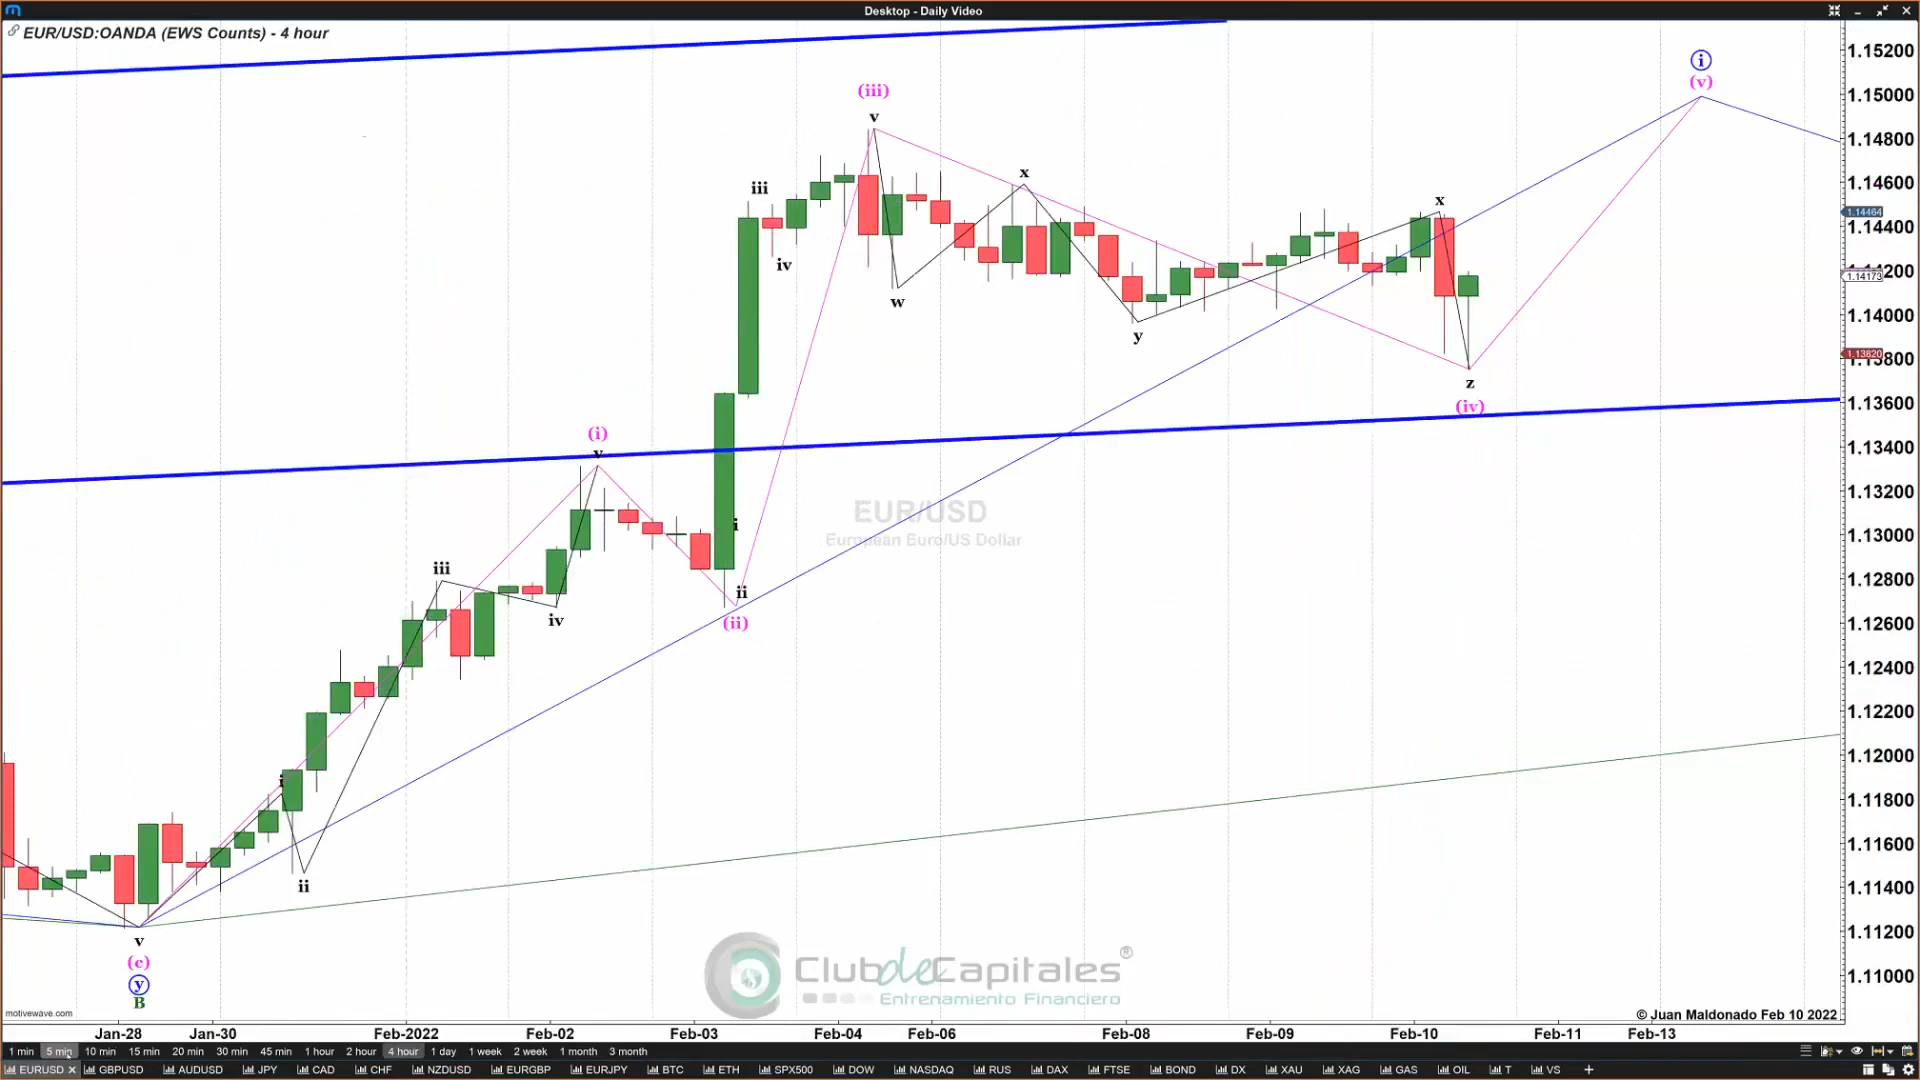 Desktop - Daily Video
EUR/USD:OANDA (EWS Counts) - 4 hour
1.15200
i
(v)
1.15000
(iii)
v
1.14800
iii
x
1.14600
x
1.14464
1.14400
iv
1.14173
w
1.14000
y
1.13820
1.13800
z
(iv)
1.13600
(i)
v
1.13400
1.13200
EUR/USD
i
1.13000
European Euro/US Dollar
iii
1.12800
ii
iv
(ii)
1.12600
1.12400
1.12200
1.12000
i
1.11800
1.11600
ii
1.11400
v
1.11200
(c)
ClubdeCapitales®
1.11000
y
B
Entrenamiento Financiero
motivewave.com
© Juan Maldonado Feb 10 2022
Jan-28 Jan-30 Feb-2022 Feb-02 Feb-03 Feb-04 Feb-06 Feb-08 Feb-09 Feb-10 Feb-11 Feb-13
1 min 5 min 10 min 15 min 20 min 30 min 45 min 1 hour 2 hour 4 hour 1 day 1 week 2 week 1 month 3 month
EURUSD GBPUSD AUDUSD JPY CAD CHF NZDUSD EURGBP EURJPY BTC ETH SPX500 DOW NASDAQ RUS DAX FTSE BOND DX XAU XAG GAS OIL T VS +